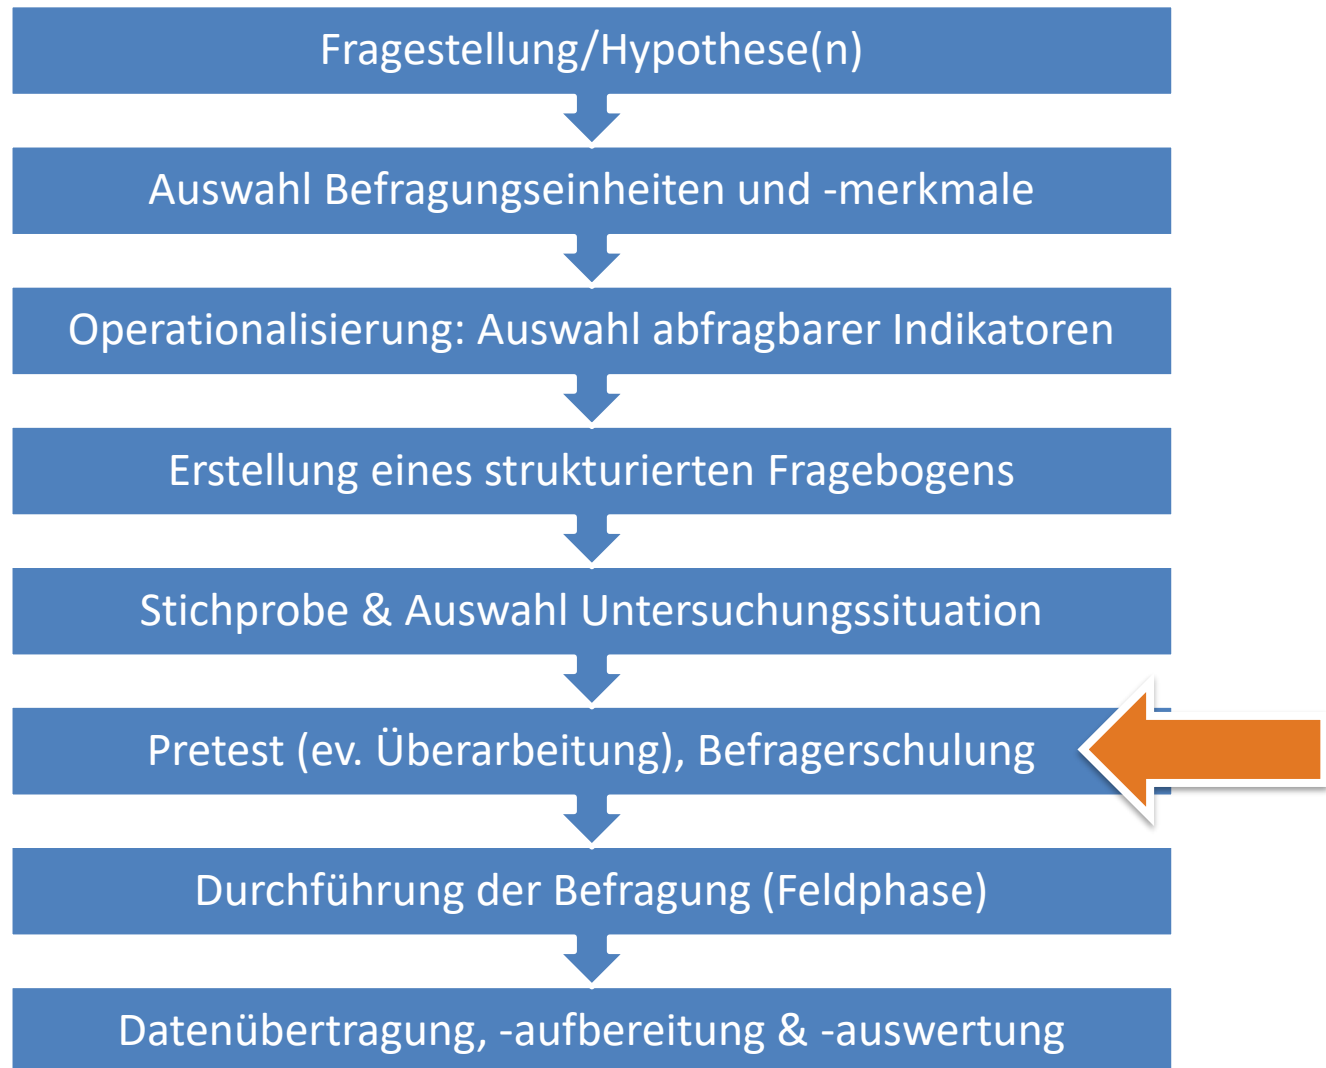 Fragestellung/Hypothese(n)
Auswahl Befragungseinheiten und -merkmale
Operationalisierung: Auswahl abfragbarer Indikatoren
Erstellung eines strukturierten Fragebogens
Stichprobe & Auswahl Untersuchungssituation
Pretest (ev. Überarbeitung), Befragerschulung
Durchführung der Befragung (Feldphase)
Datenübertragung, -aufbereitung & -auswertung